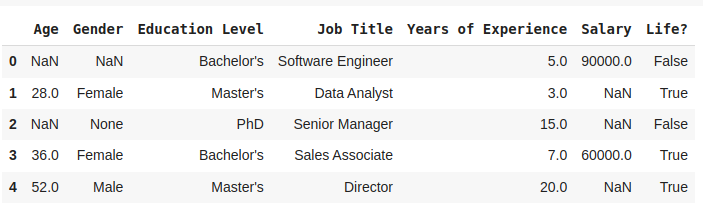 Age Gender Education Level Job Title Years of Experience Salary Life?
0 NaN NaN Bachelor's Software Engineer 5.0 90000.0 False
1 28.0 Female Master's Data Analyst 3.0 NaN True
2 NaN None PhD Senior Manager 15.0 NaN False
3 36.0 Female Bachelor's Sales Associate 7.0 60000.0 True
4 52.0 Male Master's Director 20.0 NaN True